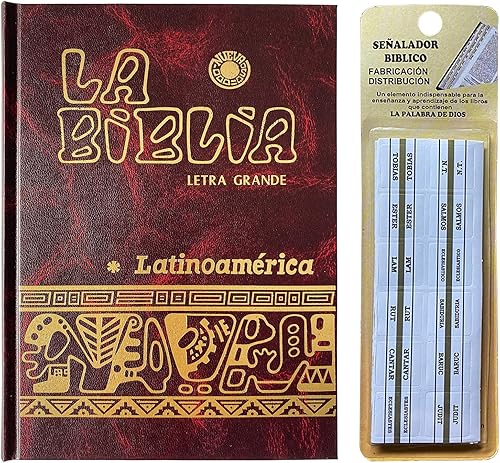 LA
BIBLIA
LETRA GRANDE
* Latinoamérica
SEÑALADOR
BIBLICO
FABRICACIÓN
DISTRIBUCIÓN
Un elemento indispensable para la
enseñanza y aprendizaje de los libros
que contienen
LA PALABRA DE DIOS
TOBIAS TOBIAS N.T. N.T.
ESTER ESTER SALMOS SALMOS
LAM LAM ECLESIASTICO ECLESIASTICO
RUT RUT SABIDURIA SABIDURIA
CANTAR CANTAR BARUC BARUC
ECLESIASTES ECLESIASTES JUDIT JUDIT